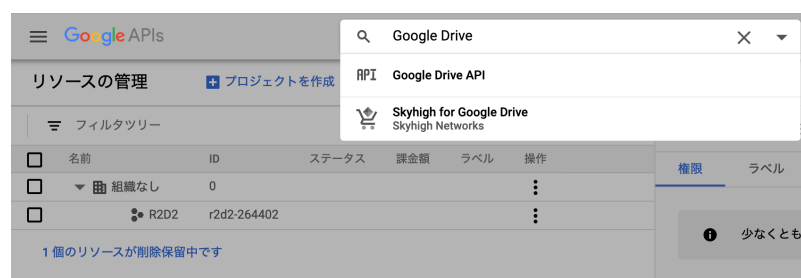 Google APIs
Google Drive
リソースの管理
プロジェクトを作成
API Google Drive API
Skyhigh for Google Drive
Skyhigh Networks
フィルタツリー
名前 ID ステータス 課金額 ラベル 操作
権限 ラベル
組織なし 0
R2D2 r2d2-264402
少なくとも
1 個のリソースが削除保留中です